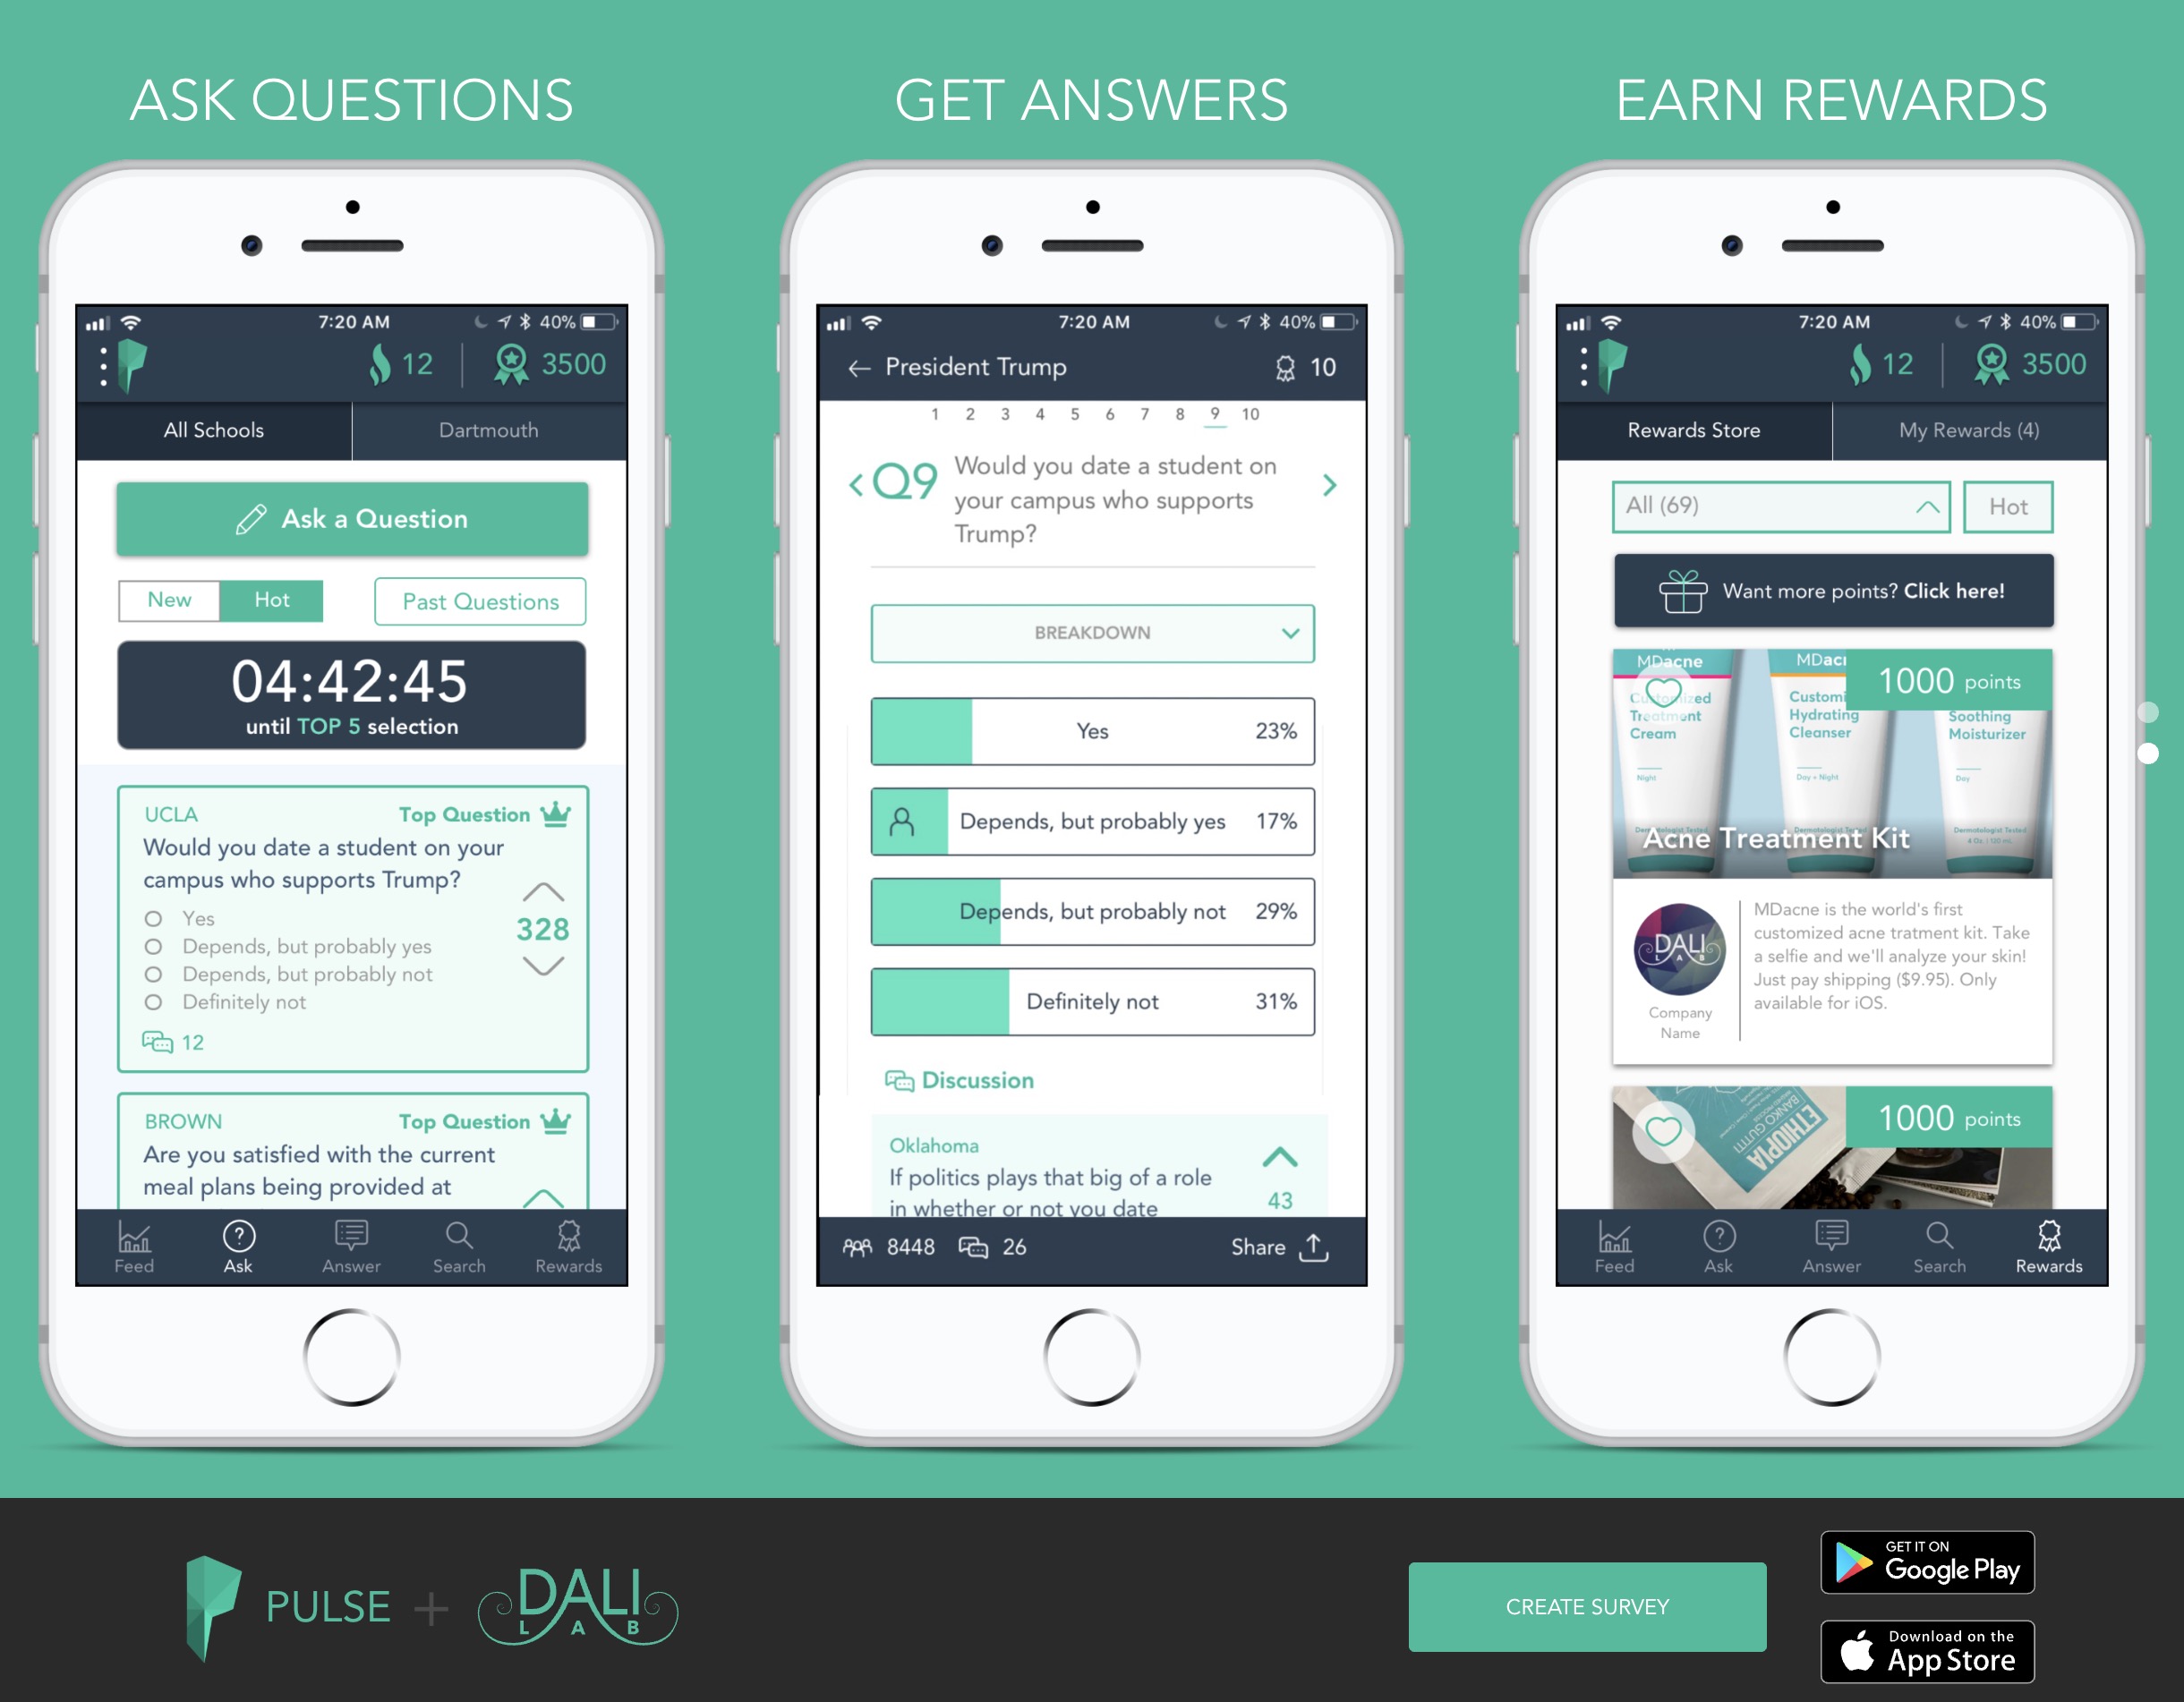 ASK QUESTIONS
7:20 AM
40%
12
3500
All Schools
Dartmouth
Ask a Question
New
Hot
Past Questions
04:42:45
until TOP 5 selection
UCLA
Top Question
Would you date a student on your
campus who supports Trump?
Yes
Depends, but probably yes
Depends, but probably not
Definitely not
328
12
BROWN
Top Question
Are you satisfied with the current
meal plans being provided at
Feed
Ask
Answer
Search
Rewards
GET ANSWERS
7:20 AM
40%
President Trump
10
1 2 3 4 5 6 7 8 9 10
Q9
Would you date a student on
your campus who supports
Trump?
BREAKDOWN
Yes 23%
Depends, but probably yes 17%
Depends, but probably not 29%
Definitely not 31%
Discussion
Oklahoma
If politics plays that big of a role
in whether or not you date
43
8448
26
Share
EARN REWARDS
7:20 AM
40%
12
3500
Rewards Store
My Rewards (4)
All (69)
Hot
Want more points? Click here!
1000 points
MDacne
Customized
Treatment
Cream
Night
MDac
Customi
Hydrating
Cleanser
Day + Night
Soothing
Moisturizer
Day
Dermatologist Tested
Acne Treatment Kit
DALI
LAB
Company
Name
MDacne is the world's first
customized acne tratment kit. Take
a selfie and we'll analyze your skin!
Just pay shipping ($9.95). Only
available for iOS.
1000 points
ETHIOPIA
BANKO GUTITI
Feed
Ask
Answer
Search
Rewards
PULSE + DALI
LAB
CREATE SURVEY
GET IT ON
Google Play
Download on the
App Store